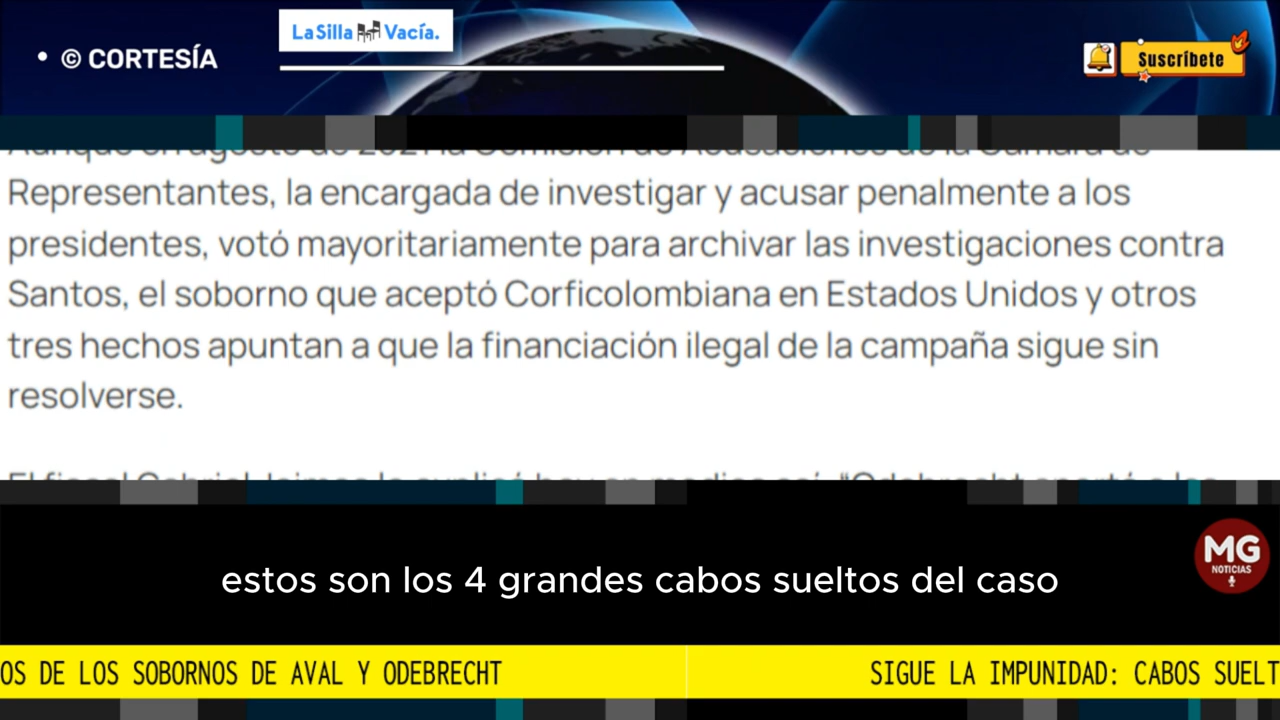 LaSilla Vacía.
• © CORTESÍA
Suscríbete
Representantes, la encargada de investigar y acusar penalmente a los
presidentes, votó mayoritariamente para archivar las investigaciones contra
Santos, el soborno que aceptó Corficolombiana en Estados Unidos y otros
tres hechos apuntan a que la financiación ilegal de la campaña sigue sin
resolverse.
MG
NOTICIAS
estos son los 4 grandes cabos sueltos del caso
OS DE LOS SOBORNOS DE AVAL Y ODEBRECHT SIGUE LA IMPUNIDAD: CABOS SUELT